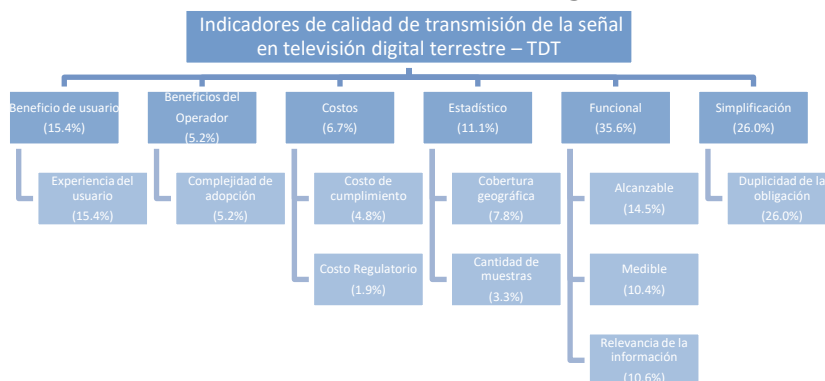 Indicadores de calidad de transmisión de la señal
en televisión digital terrestre – TDT
Beneficio de usuario
(15.4%)
Experiencia del
usuario
(15.4%)
Beneficios del
Operador
(5.2%)
Complejidad de
adopción
(5.2%)
Costos
(6.7%)
Costo de
cumplimiento
(4.8%)
Costo Regulatorio
(1.9%)
Estadístico
(11.1%)
Cobertura
geográfica
(7.8%)
Cantidad de
muestras
(3.3%)
Funcional
(35.6%)
Alcanzable
(14.5%)
Medible
(10.4%)
Relevancia de la
información
(10.6%)
Simplificación
(26.0%)
Duplicidad de la
obligación
(26.0%)